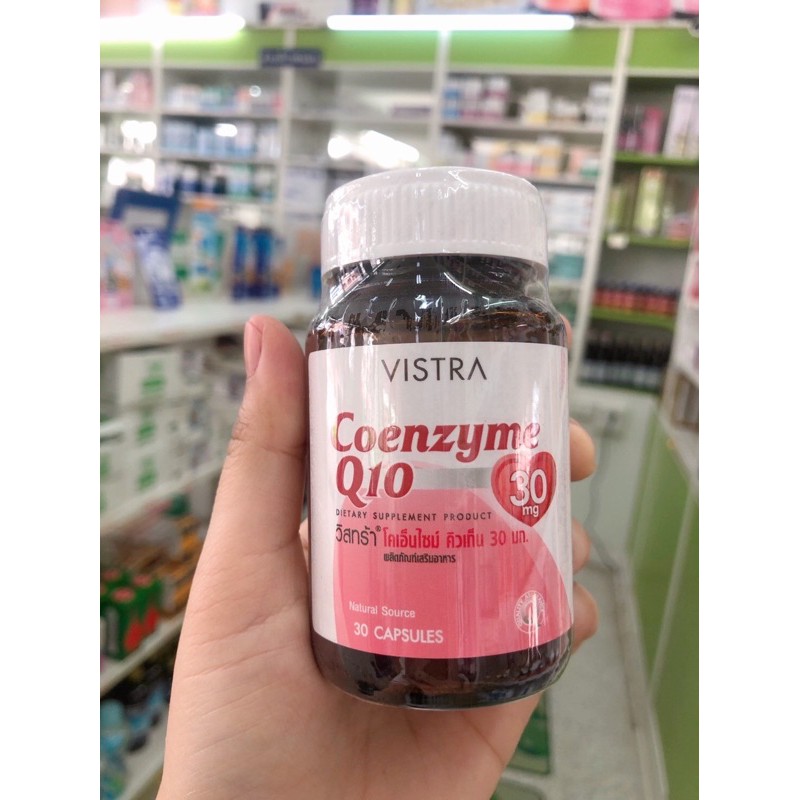 VISTRA
Coenzyme
Q10
30
mg
DIETARY SUPPLEMENT PRODUCT
วิสทร้า® โคเอ็นไซม์ คิวเท็น 30 มก.
ผลิตภัณฑ์เสริมอาหาร
Natural Source
30 CAPSULES